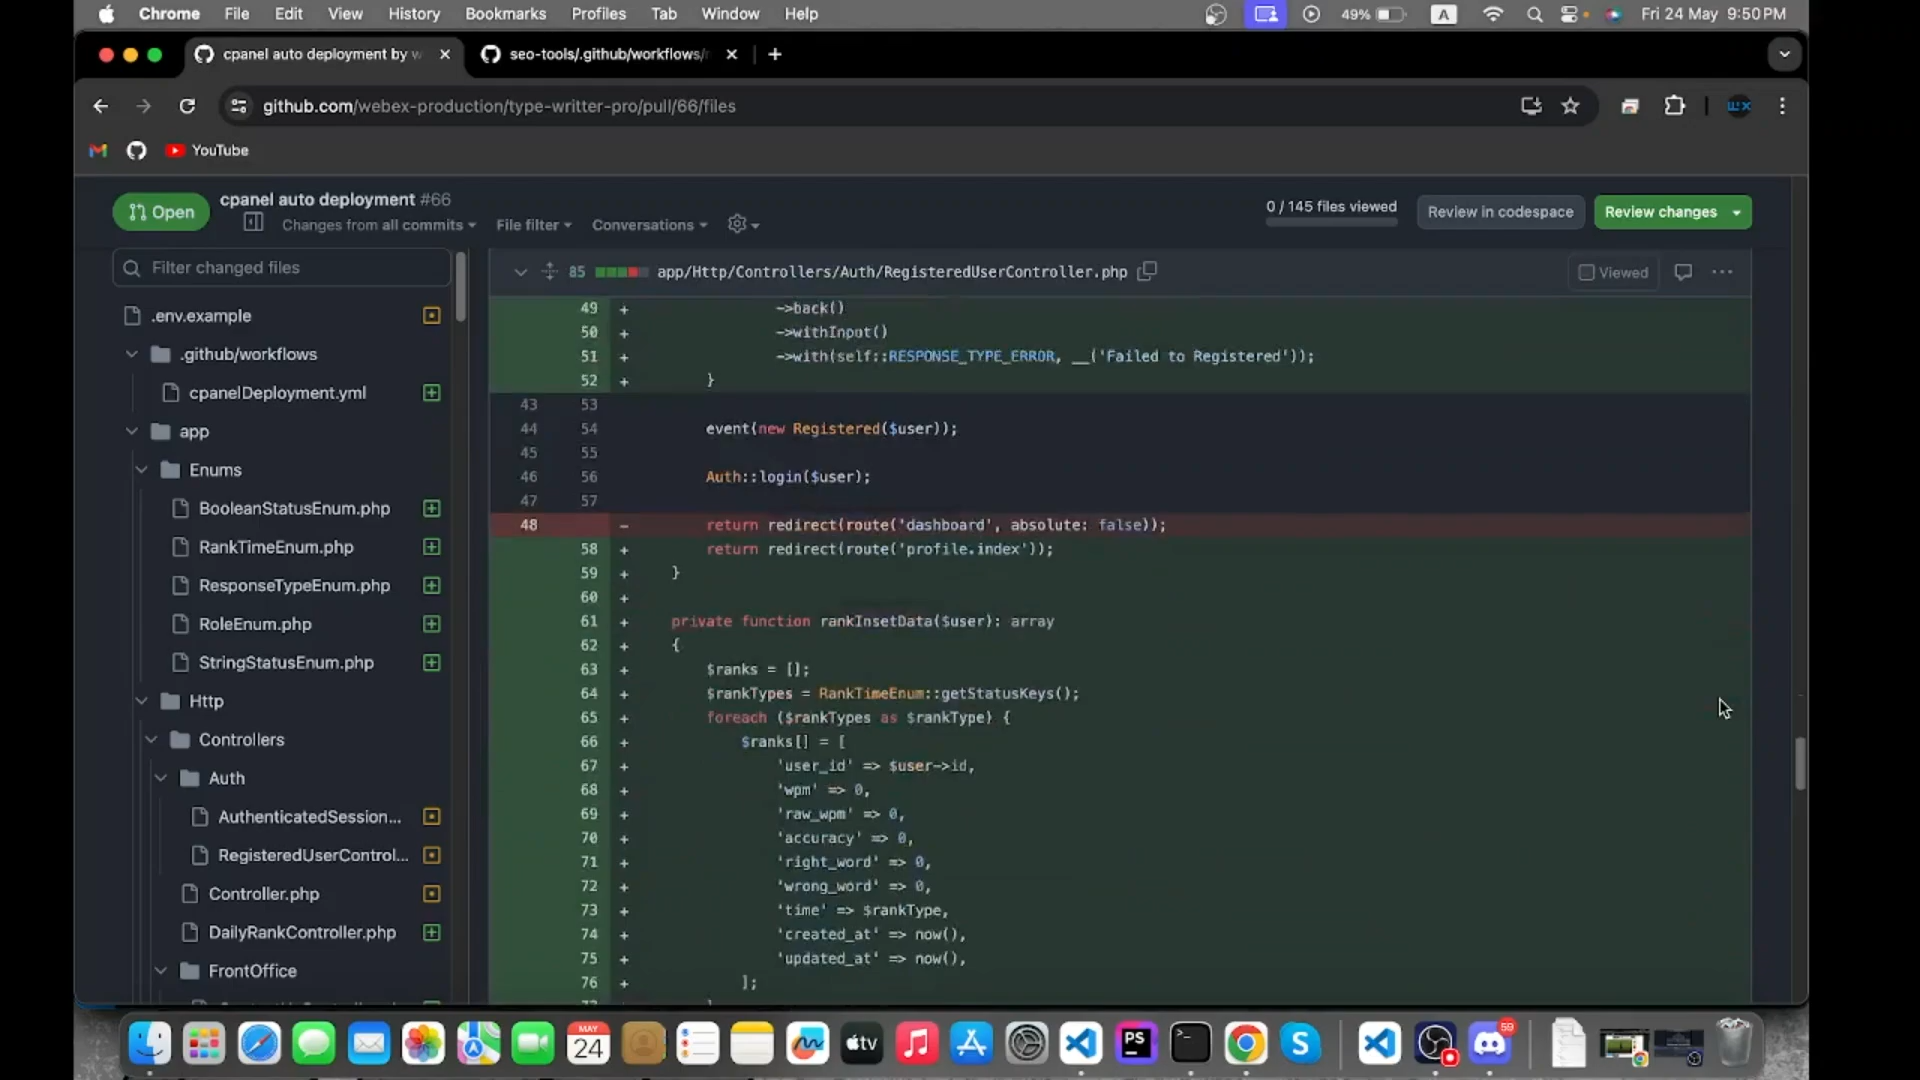 Chrome File Edit View History Bookmarks Profiles Tab Window Help 49% A Fri 24 May 9:50PM
cpanel auto deployment by seo-tools/.github/workflows/
github.com/webex-production/type-writter-pro/pull/66/files
YouTube
Open
cpanel auto deployment #66
Changes from all commits File filter Conversations
0 / 145 files viewed
Review in codespace
Review changes
Filter changed files
85 app/Http/Controllers/Auth/RegisteredUserController.php Viewed
.env.example
.github/workflows
cpanelDeployment.yml
app
Enums
BooleanStatusEnum.php
RankTimeEnum.php
ResponseTypeEnum.php
RoleEnum.php
StringStatusEnum.php
Http
Controllers
Auth
AuthenticatedSession...
RegisteredUserControl...
Controller.php
DailyRankController.php
FrontOffice
49 + ->back()
50 + ->withInput()
51 + ->with(self::RESPONSE_TYPE_ERROR, __('Failed to Registered'));
52 + }
43 53
44 54 event(new Registered($user));
45 55
46 56 Auth::login($user);
47 57
48 - return redirect(route('dashboard', absolute: false));
58 + return redirect(route('profile.index'));
59 + }
60 +
61 + private function rankInsetData($user): array
62 + {
63 + $ranks = [];
64 + $rankTypes = RankTimeEnum::getStatusKeys();
65 + foreach ($rankTypes as $rankType) {
66 + $ranks[] = [
67 + 'user_id' => $user->id,
68 + 'wpm' => 0,
69 + 'raw_wpm' => 0,
70 + 'accuracy' => 0,
71 + 'right_word' => 0,
72 + 'wrong_word' => 0,
73 + 'time' => $rankType,
74 + 'created_at' => now(),
75 + 'updated_at' => now(),
76 + ];
MAY
24
tv
PS
59